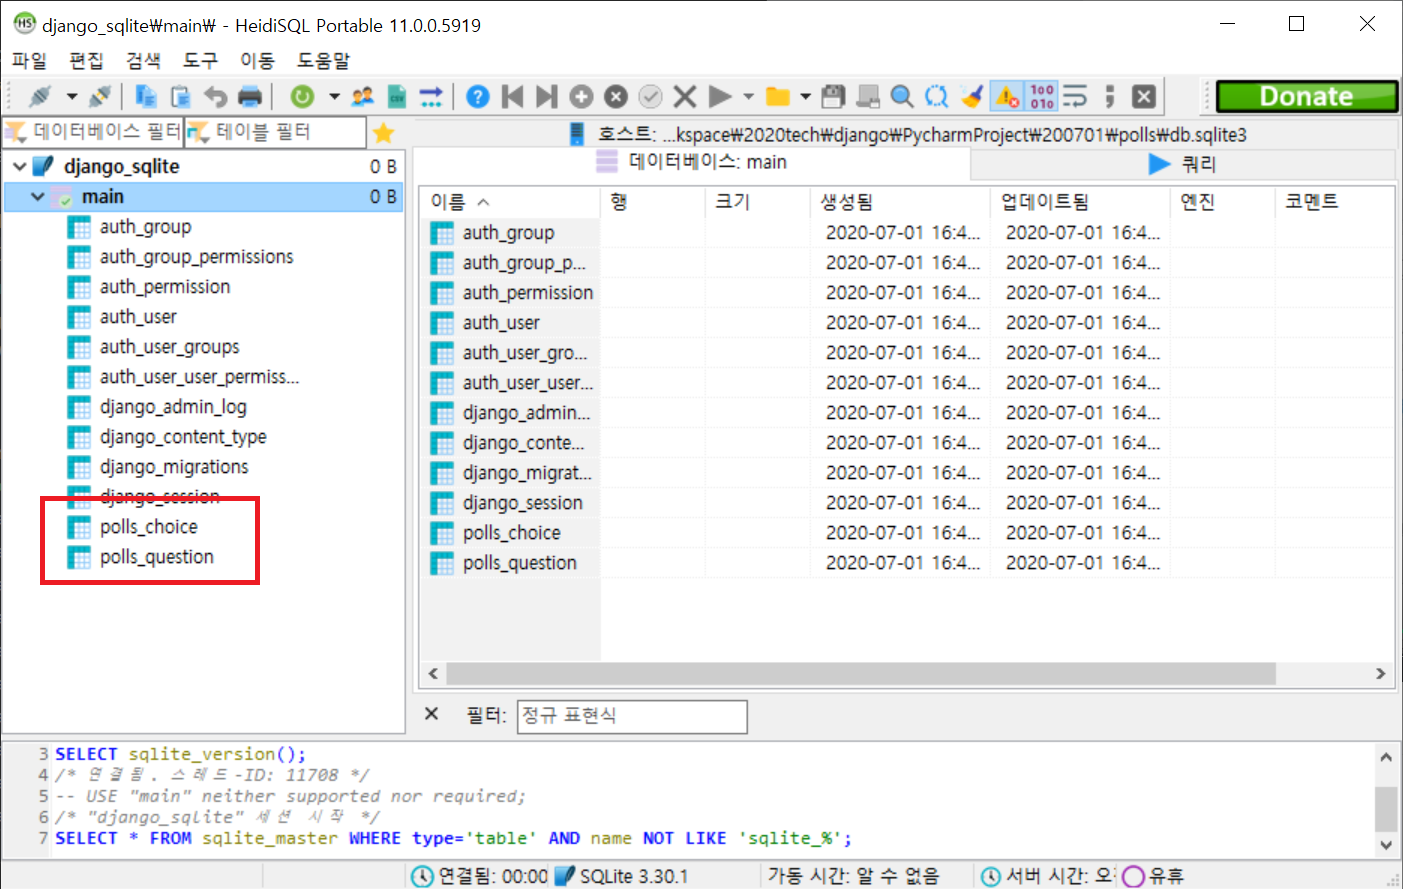 django_sqlite₩main₩ - HeidiSQL Portable 11.0.0.5919
파일 편집 검색 도구 이동 도움말
Donate
데이터베이스 필터 테이블 필터
호스트: ...kspace₩2020tech₩django₩PycharmProject₩200701₩polls₩db.sqlite3
데이터베이스: main 쿼리
django_sqlite 0 B
main 0 B
auth_group
auth_group_permissions
auth_permission
auth_user
auth_user_groups
auth_user_user_permiss...
django_admin_log
django_content_type
django_migrations
django_session
polls_choice
polls_question
이름 행 크기 생성됨 업데이트됨 엔진 코멘트
auth_group 2020-07-01 16:4... 2020-07-01 16:4...
auth_group_p... 2020-07-01 16:4... 2020-07-01 16:4...
auth_permission 2020-07-01 16:4... 2020-07-01 16:4...
auth_user 2020-07-01 16:4... 2020-07-01 16:4...
auth_user_gro... 2020-07-01 16:4... 2020-07-01 16:4...
auth_user_user... 2020-07-01 16:4... 2020-07-01 16:4...
django_admin... 2020-07-01 16:4... 2020-07-01 16:4...
django_conte... 2020-07-01 16:4... 2020-07-01 16:4...
django_migrat... 2020-07-01 16:4... 2020-07-01 16:4...
django_session 2020-07-01 16:4... 2020-07-01 16:4...
polls_choice 2020-07-01 16:4... 2020-07-01 16:4...
polls_question 2020-07-01 16:4... 2020-07-01 16:4...
필터: 정규 표현식
3 SELECT sqlite_version();
4 /* 연결됨. 스레드-ID: 11708 */
5 -- USE "main" neither supported nor required;
6 /* "django_sqlite" 세션 시작 */
7 SELECT * FROM sqlite_master WHERE type='table' AND name NOT LIKE 'sqlite_%';
연결됨: 00:00 SQLite 3.30.1 가동 시간: 알 수 없음 서버 시간: 오 유휴